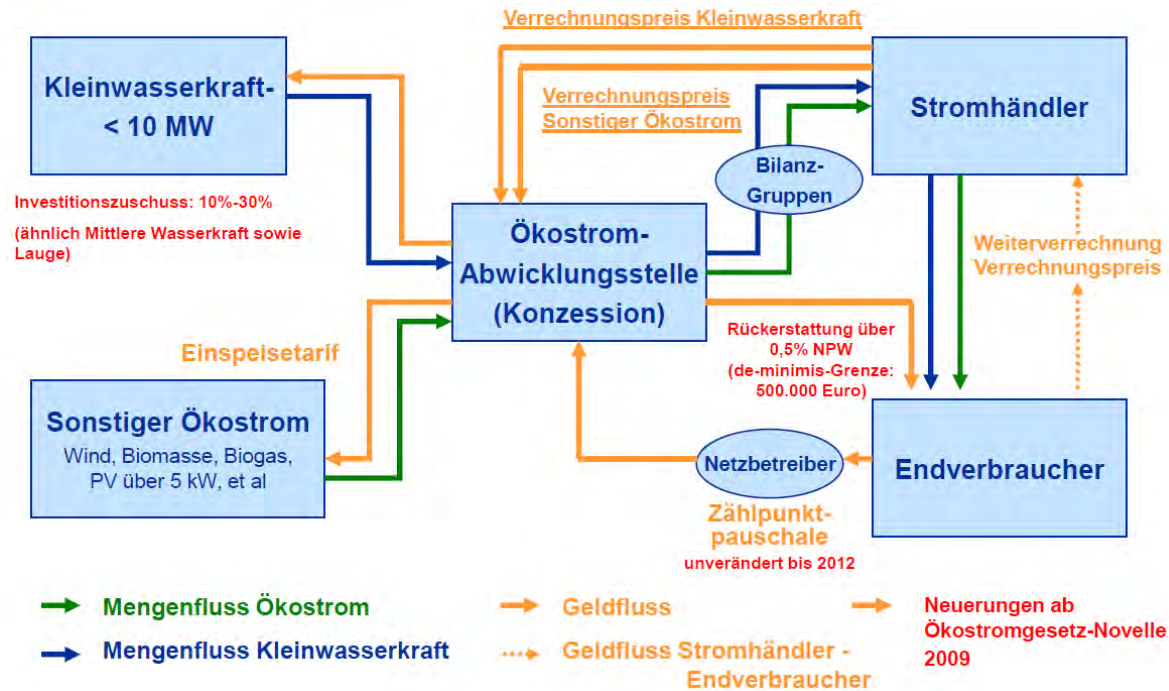 Verrechnungspreis Kleinwasserkraft
Kleinwasserkraft-
< 10 MW
Verrechnungspreis
Sonstiger Ökostrom
Stromhändler
Bilanz-
Gruppen
Investitionszuschuss: 10%-30%
(ähnlich Mittlere Wasserkraft sowie
Lauge)
Ökostrom-
Abwicklungsstelle
(Konzession)
Weiterverrechnung
Verrechnungspreis
Einspeisetarif
Rückerstattung über
0,5% NPW
(de-minimis-Grenze:
500.000 Euro)
Sonstiger Ökostrom
Wind, Biomasse, Biogas,
PV über 5 kW, et al
Netzbetreiber
Endverbraucher
Zählpunkt-
pauschale
unverändert bis 2012
Mengenfluss Ökostrom
Mengenfluss Kleinwasserkraft
Geldfluss
Geldfluss Stromhändler -
Endverbraucher
Neuerungen ab
Ökostromgesetz-Novelle
2009